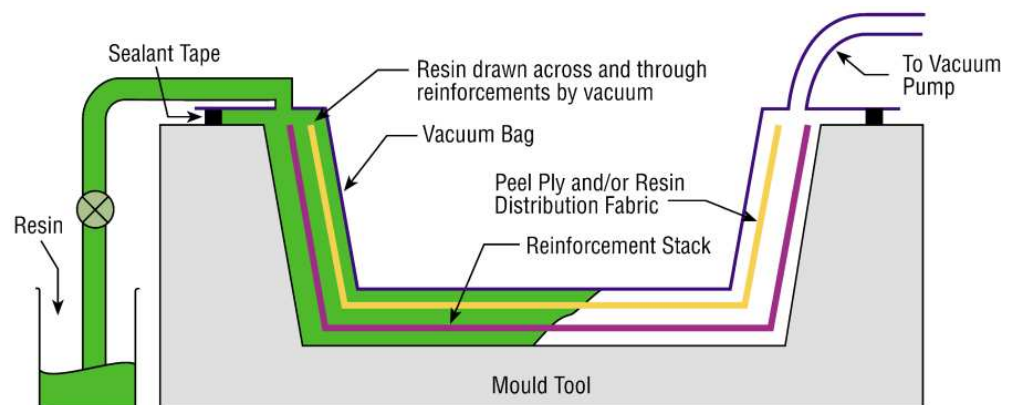 Sealant Tape
Resin drawn across and through
reinforcements by vacuum
To Vacuum
Pump
Vacuum Bag
Peel Ply and/or Resin
Distribution Fabric
Resin
Reinforcement Stack
Mould Tool